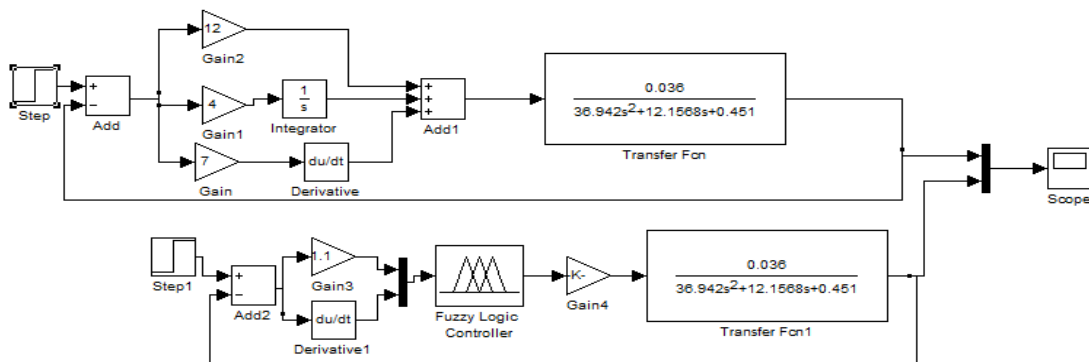 12
Gain2
Step
+
−
Add
4
Gain1
1
s
Integrator
+
+
+
Add1
0.036
36.942s2+12.1568s+0.451
Transfer Fcn
7
Gain
du/dt
Derivative
Scope
Step1
+
−
Add2
1.1
Gain3
du/dt
Derivative1
Fuzzy Logic
Controller
K-
Gain4
0.036
36.942s2+12.1568s+0.451
Transfer Fcn1